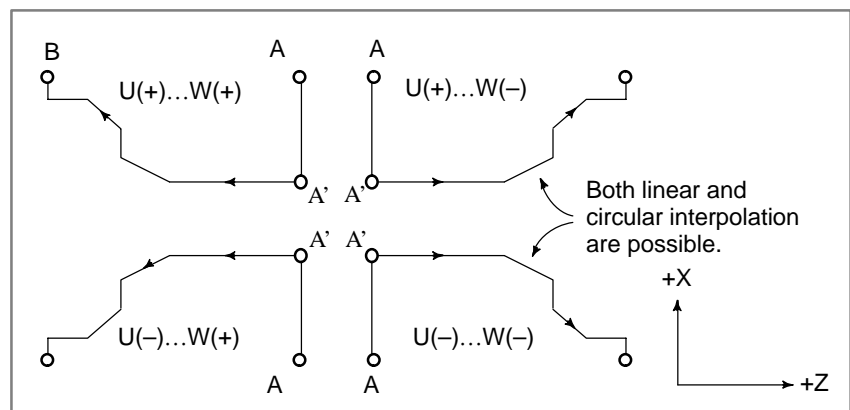 B
A
A
U(+)…W(+)
U(+)…W(–)
A’
A’
Both linear and
circular interpolation
are possible.
A’
A’
+X
U(–)…W(+)
U(–)…W(–)
A
A
+Z